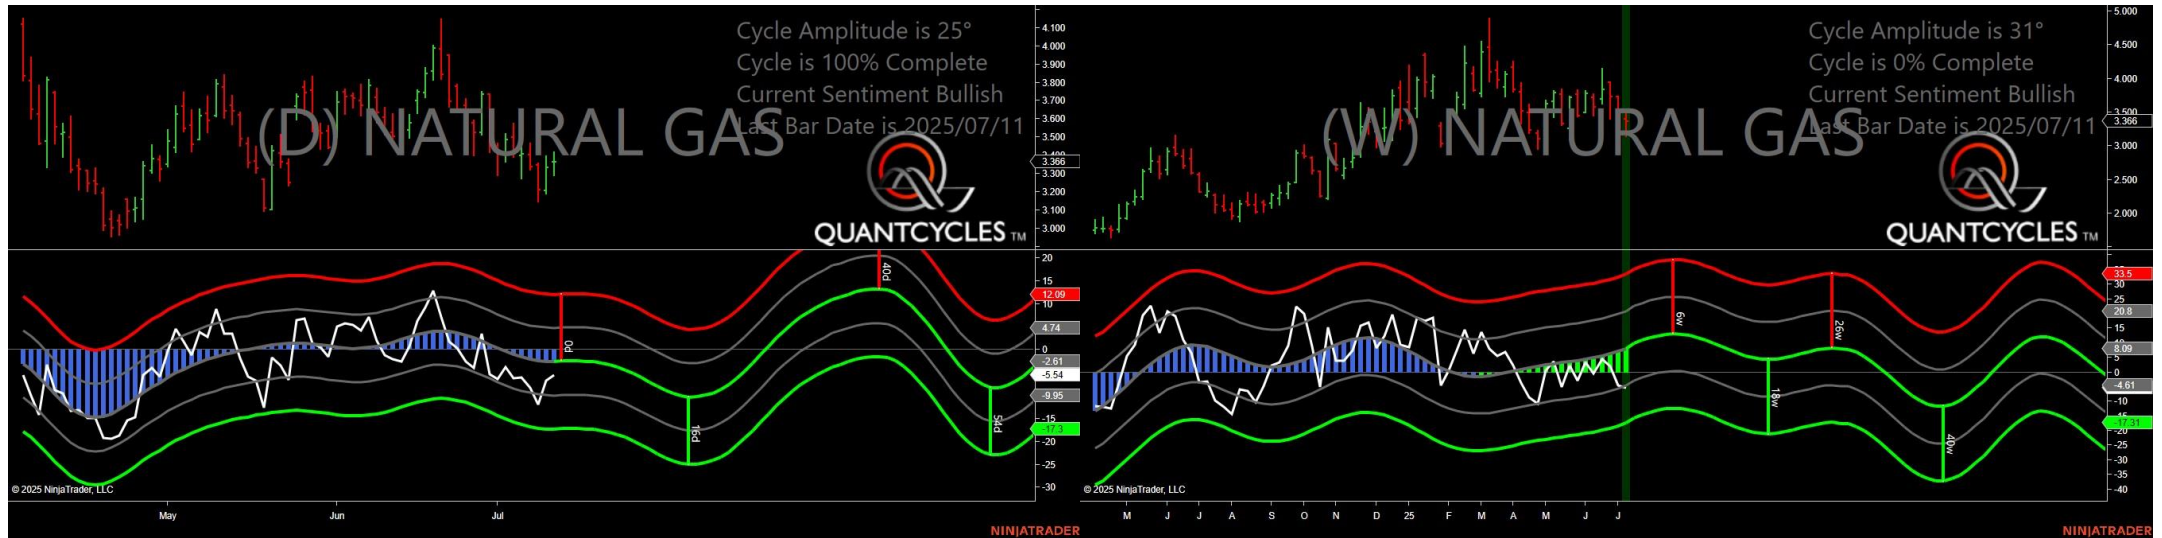 Cycle Amplitude is 25°
Cycle is 100% Complete
Current Sentiment Bullish
Last Bar Date is 2025/07/11
(D) NATURAL GAS
QUANTCYCLES TM
4.100
4.000
3.900
3.800
3.700
3.600
3.500
3.400
3.366
3.300
3.200
3.100
3.000
20
15
12.09
10
4.74
0
-2.61
-5.54
-9.95
-15
-17.3
-20
-25
-30
0d
16d
40d
54d
© 2025 NinjaTrader, LLC
May
Jun
Jul
NINJATRADER
Cycle Amplitude is 31°
Cycle is 0% Complete
Current Sentiment Bullish
Last Bar Date is 2025/07/11
(W) NATURAL GAS
QUANTCYCLES TM
5.000
4.500
4.000
3.500
3.366
3.000
2.500
2.000
33.5
30
25
20.8
15
8.09
5
0
-4.61
-10
-17.31
-20
-25
-30
-35
-40
6w
18w
26w
40w
© 2025 NinjaTrader, LLC
M J J A S O N D 25 F M A M J J
NINJATRADER